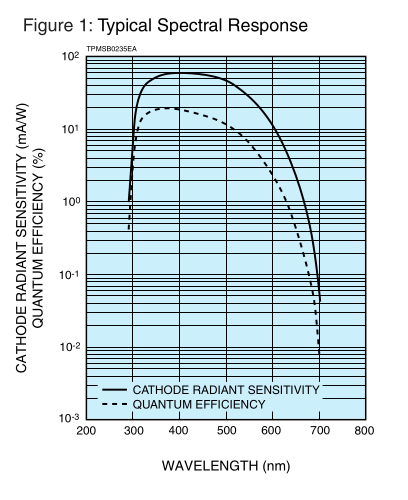 Figure 1: Typical Spectral Response
TPMSB0235EA
CATHODE RADIANT SENSITIVITY (mA/W)
QUANTUM EFFICIENCY (%)
10²
10¹
10⁰
10⁻¹
10⁻²
10⁻³
CATHODE RADIANT SENSITIVITY
QUANTUM EFFICIENCY
200 300 400 500 600 700 800
WAVELENGTH (nm)